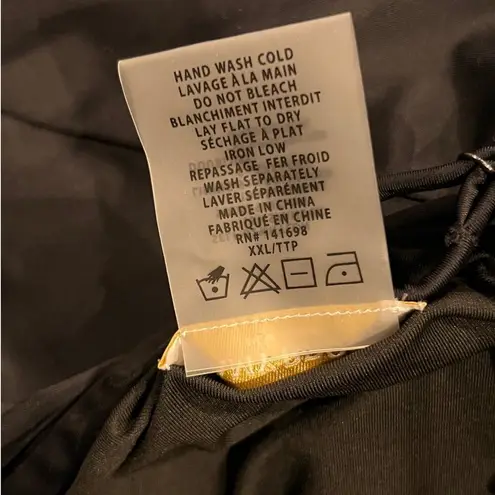 HAND WASH COLD
LAVAGE À LA MAIN
DO NOT BLEACH
BLANCHIMENT INTERDIT
LAY FLAT TO DRY
SÉCHAGE À PLAT
IRON LOW
REPASSAGE FER FROID
WASH SEPARATELY
LAVER SÉPARÉMENT
MADE IN CHINA
FABRIQUÉ EN CHINE
RN# 141698
XXL/TTP